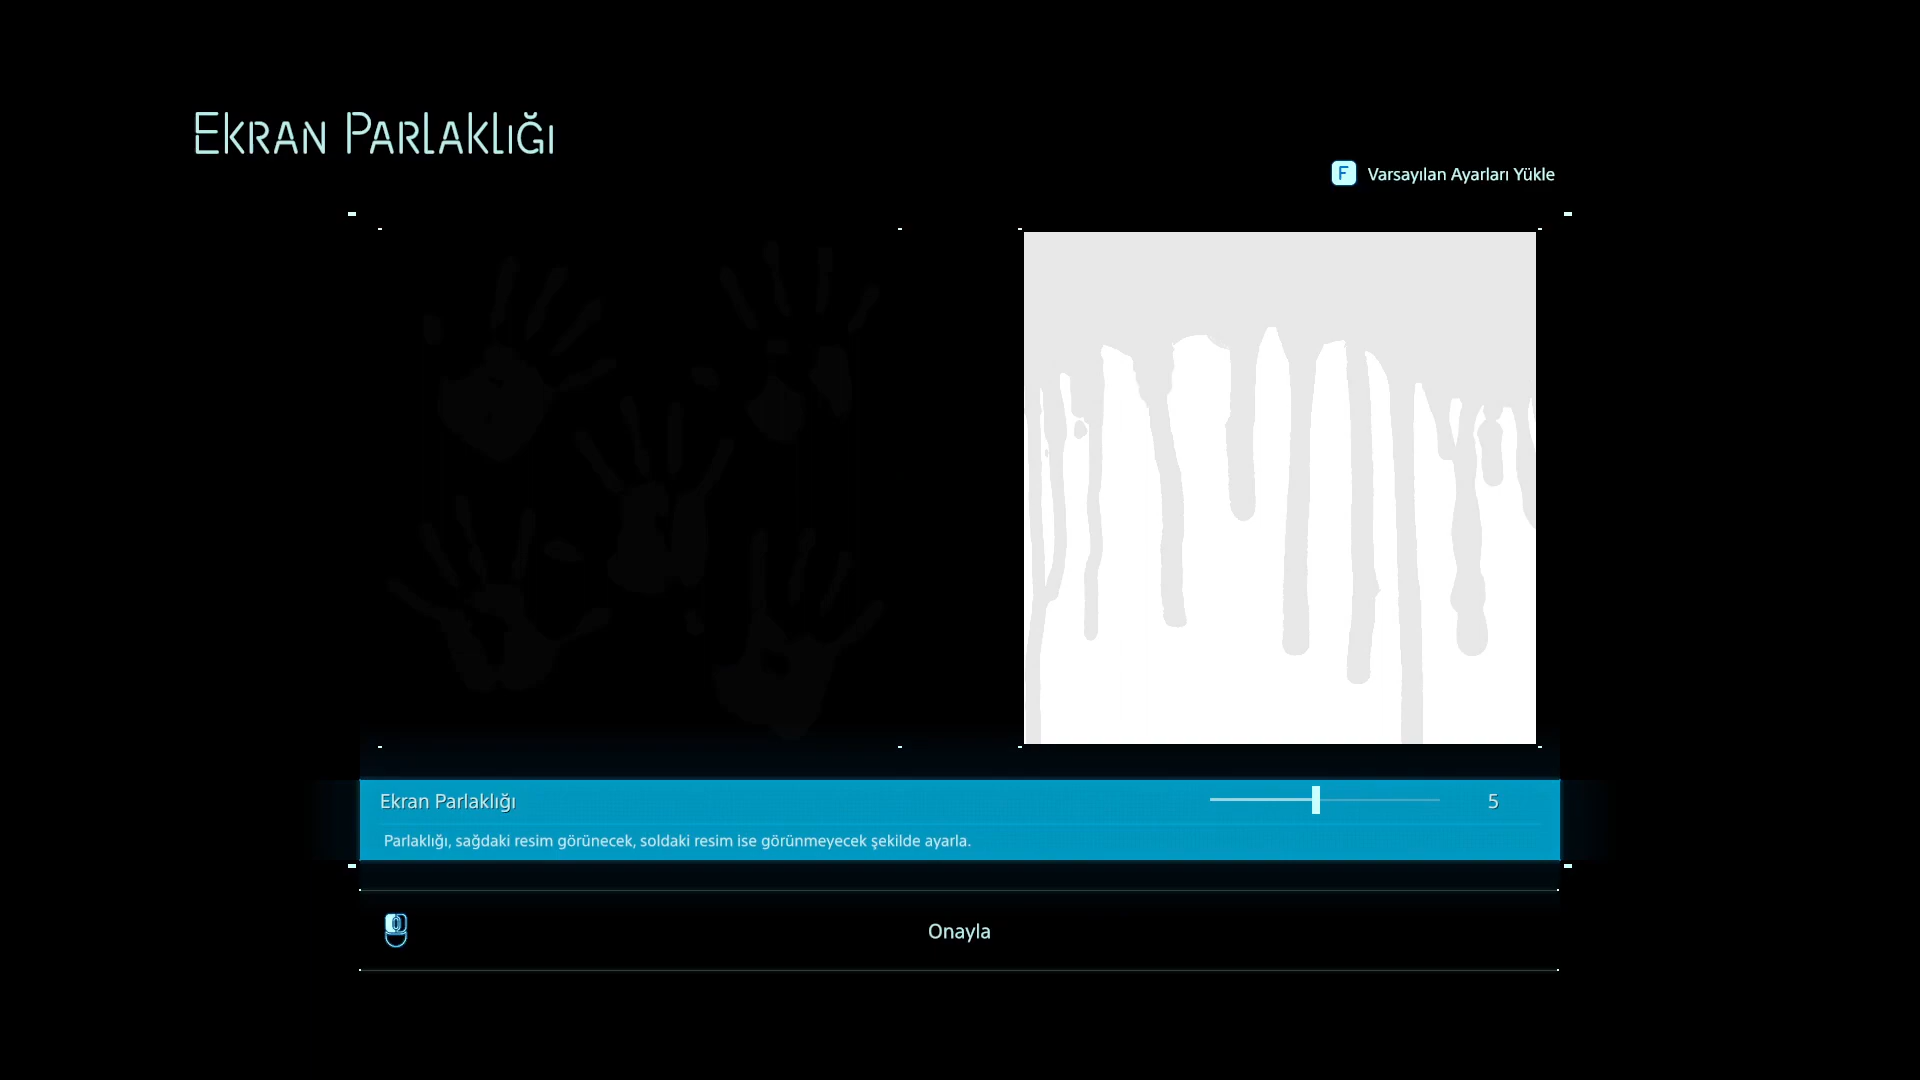 Ekran Parlaklığı
F Varsayılan Ayarları Yükle
Ekran Parlaklığı 5
Parlaklığı, sağdaki resim görünecek, soldaki resim ise görünmeyecek şekilde ayarla.
Onayla